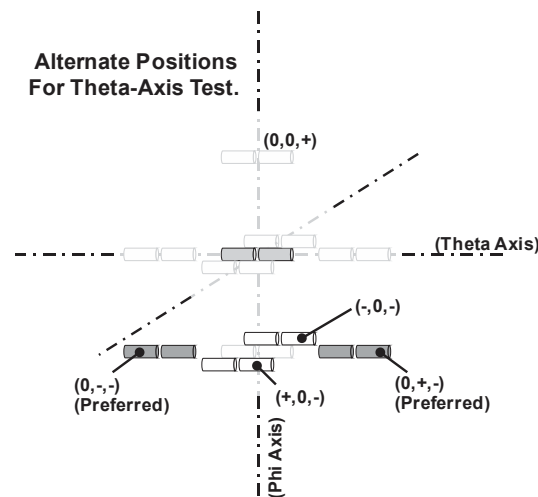 Alternate Positions
For Theta-Axis Test.
(0,0,+)
(Theta Axis)
(-,0,-)
(0,-,-)
(Preferred)
(+,0,-)
(0,+,-)
(Preferred)
(Phi Axis)